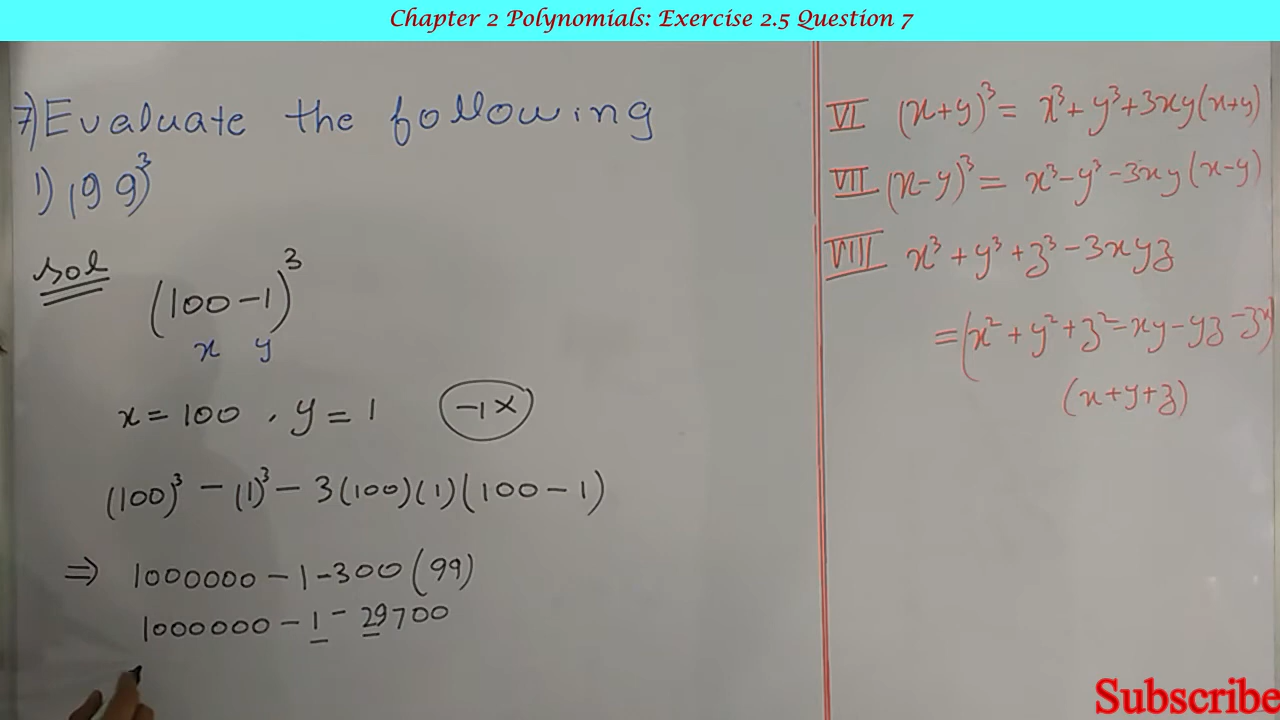 Chapter 2 Polynomials: Exercise 2.5 Question 7
7) Evaluate the following
1) (99)³
Sol
(100-1)³
x y
x = 100 , y = 1 -1 ×
(100)³ - (1)³ - 3(100)(1)(100-1)
⇒ 1000000 - 1 - 300(99)
1000000 - 1 - 29700
VI (x+y)³ = x³+y³+3xy(x+y)
VII (x-y)³ = x³-y³-3xy(x-y)
VIII x³+y³+z³-3xyz
=(x²+y²+z²-xy-yz-zx)
(x+y+z)
Subscribe